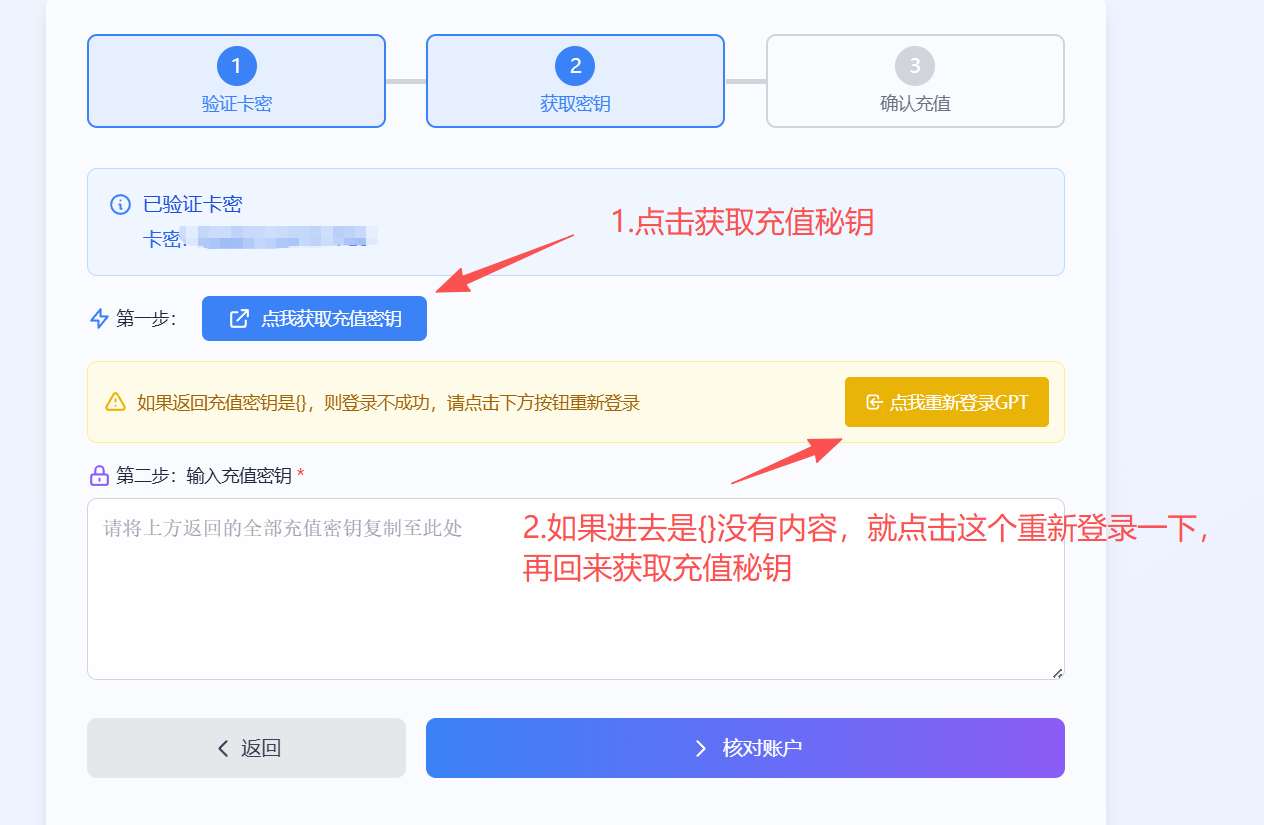 1
2
3
验证卡密
获取密钥
确认充值
已验证卡密
1.点击获取充值秘钥
卡密:
第一步：
点我获取充值密钥
如果返回充值密钥是{}，则登录不成功，请点击下方按钮重新登录
点我重新登录GPT
第二步：输入充值密钥 *
请将上方返回的全部充值密钥复制至此处
2.如果进去是{}没有内容，就点击这个重新登录一下，
再回来获取充值秘钥
返回
核对账户